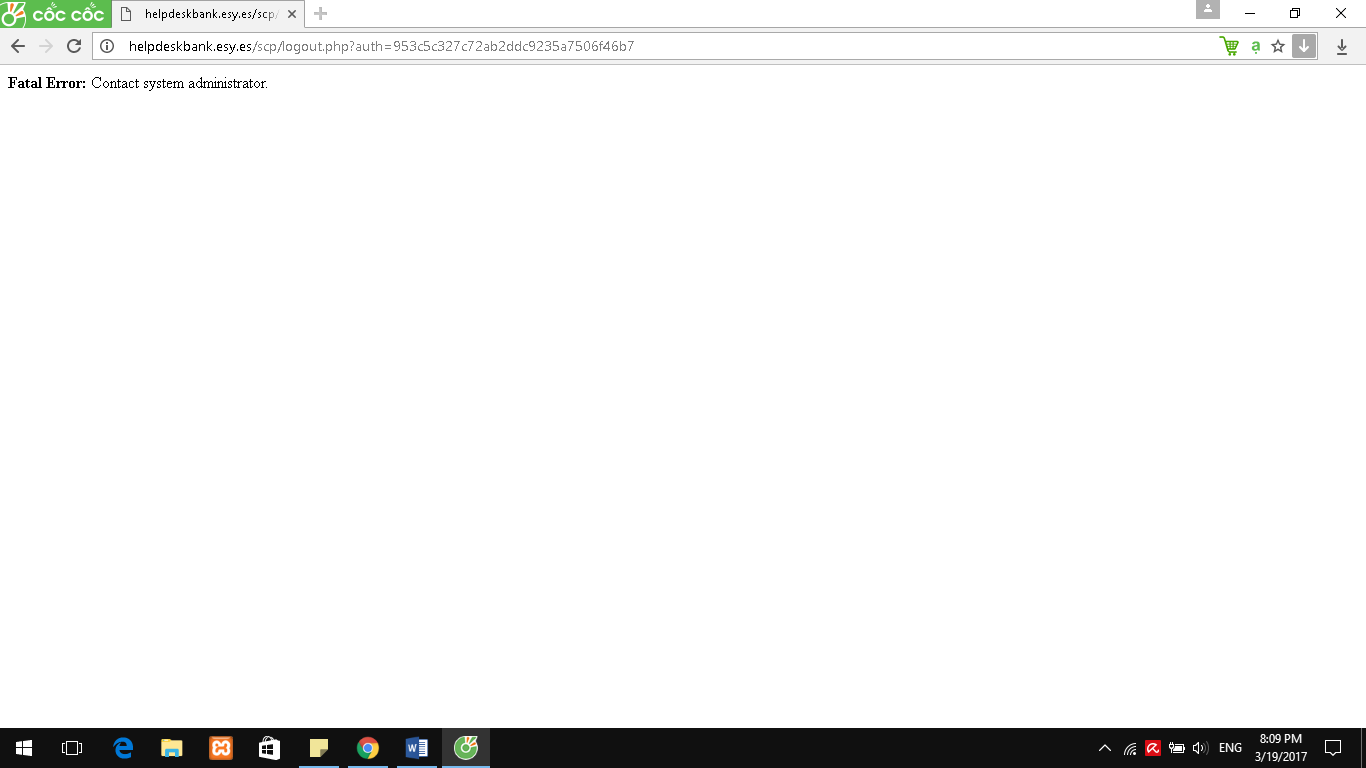 cốc cốc
helpdeskbank.esy.es/scp/
helpdeskbank.esy.es/scp/logout.php?auth=953c5c327c72ab2ddc9235a7506f46b7
Fatal Error: Contact system administrator.
ENG
8:09 PM
3/19/2017